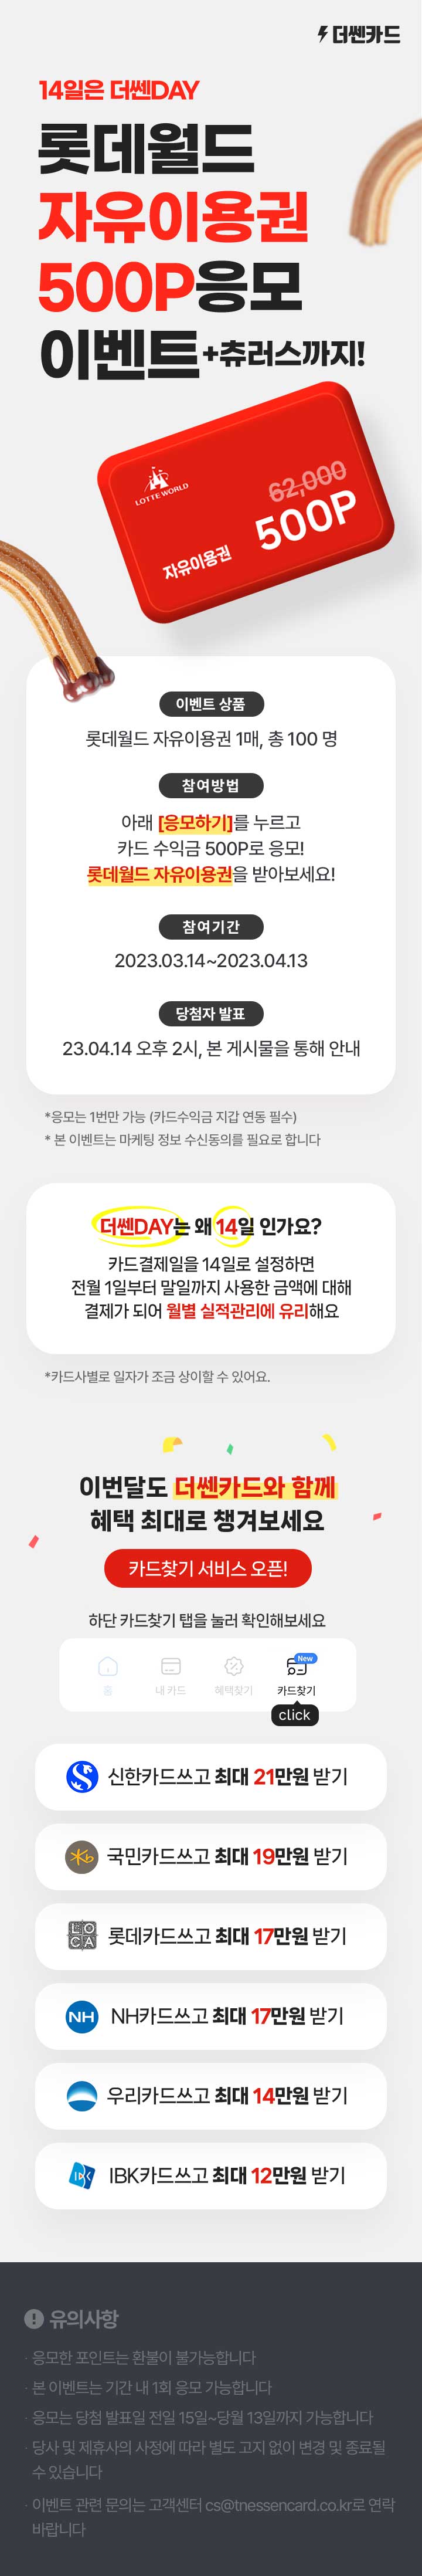 더쎈카드
14일은 더쎈DAY
롯데월드
자유이용권
500P응모
이벤트+츄러스까지!
LOTTE WORLD
62,000
500P
자유이용권
이벤트 상품
롯데월드 자유이용권 1매, 총 100 명
참여방법
아래 [응모하기]를 누르고
카드 수익금 500P로 응모!
롯데월드 자유이용권을 받아보세요!
참여기간
2023.03.14~2023.04.13
당첨자 발표
23.04.14 오후 2시, 본 게시물을 통해 안내
*응모는 1번만 가능 (카드수익금 지갑 연동 필수)
* 본 이벤트는 마케팅 정보 수신동의를 필요로 합니다
더쎈DAY는 왜 14일 인가요?
카드결제일을 14일로 설정하면
전월 1일부터 말일까지 사용한 금액에 대해
결제가 되어 월별 실적관리에 유리해요
*카드사별로 일자가 조금 상이할 수 있어요.
이번달도 더쎈카드와 함께
혜택 최대로 챙겨보세요
카드찾기 서비스 오픈!
하단 카드찾기 탭을 눌러 확인해보세요
New
홈 내 카드 혜택찾기 카드찾기
click
신한카드쓰고 최대 21만원 받기
국민카드쓰고 최대 19만원 받기
LOCA 롯데카드쓰고 최대 17만원 받기
NH NH카드쓰고 최대 17만원 받기
우리카드쓰고 최대 14만원 받기
IBK카드쓰고 최대 12만원 받기
유의사항
· 응모한 포인트는 환불이 불가능합니다
· 본 이벤트는 기간 내 1회 응모 가능합니다
· 응모는 당첨 발표일 전일 15일~당월 13일까지 가능합니다
· 당사 및 제휴사의 사정에 따라 별도 고지 없이 변경 및 종료될
수 있습니다
· 이벤트 관련 문의는 고객센터 cs@tnessencard.co.kr로 연락
바랍니다